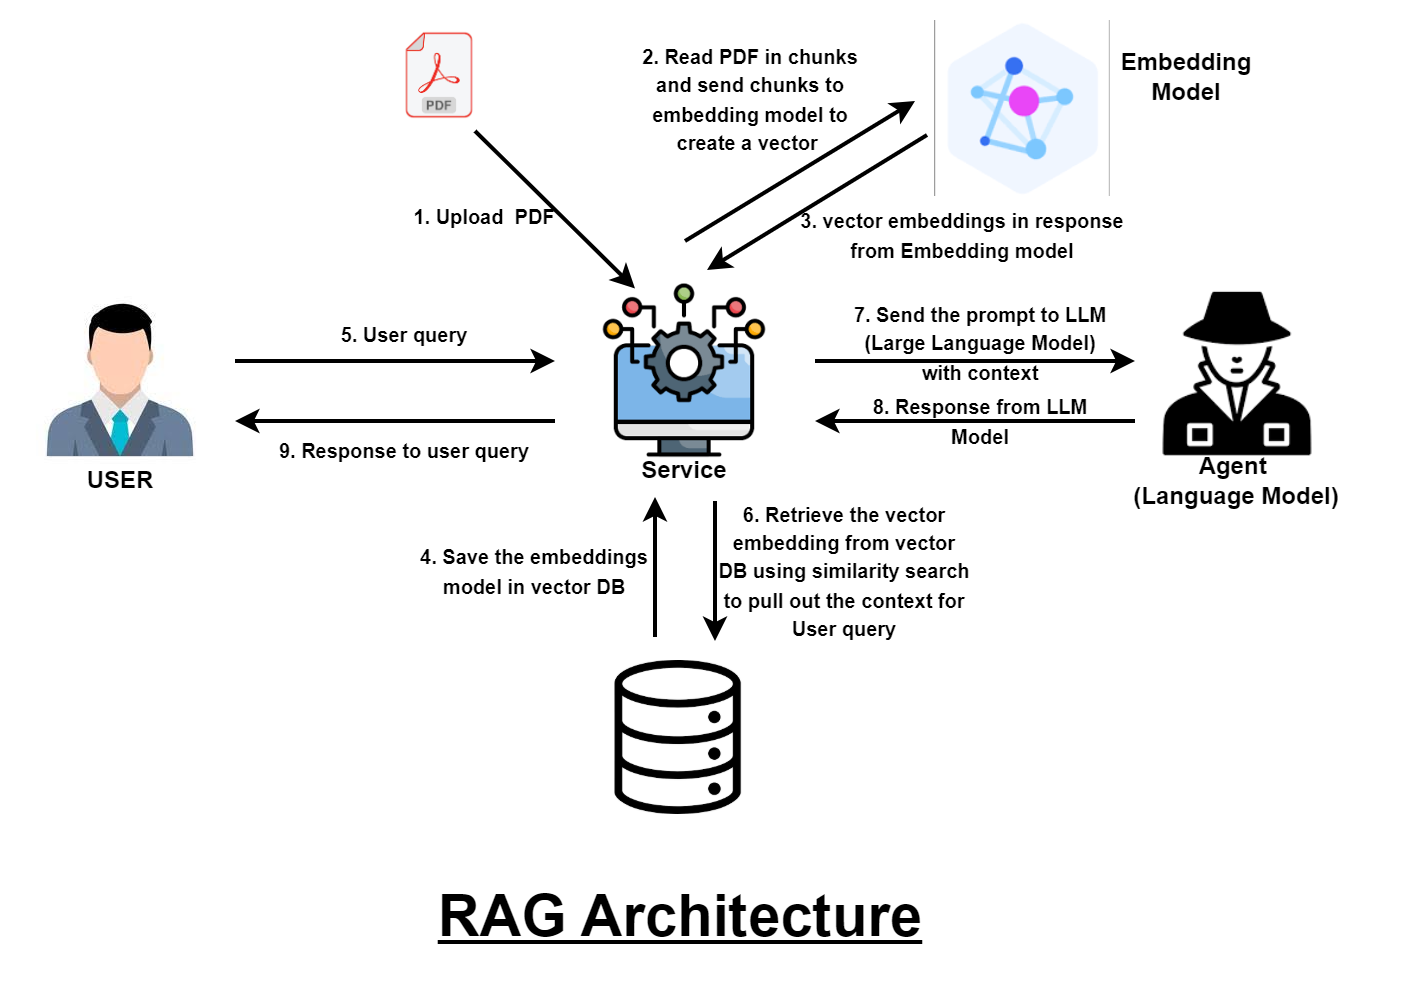 PDF
1. Upload  PDF
2. Read PDF in chunks
and send chunks to
embedding model to
create a vector
Embedding
Model
3. vector embeddings in response
from Embedding model
5. User query
9. Response to user query
USER
Service
7. Send the prompt to LLM
(Large Language Model)
with context
8. Response from LLM
Model
Agent
(Language Model)
4. Save the embeddings
model in vector DB
6. Retrieve the vector
embedding from vector
DB using similarity search
to pull out the context for
User query
RAG Architecture